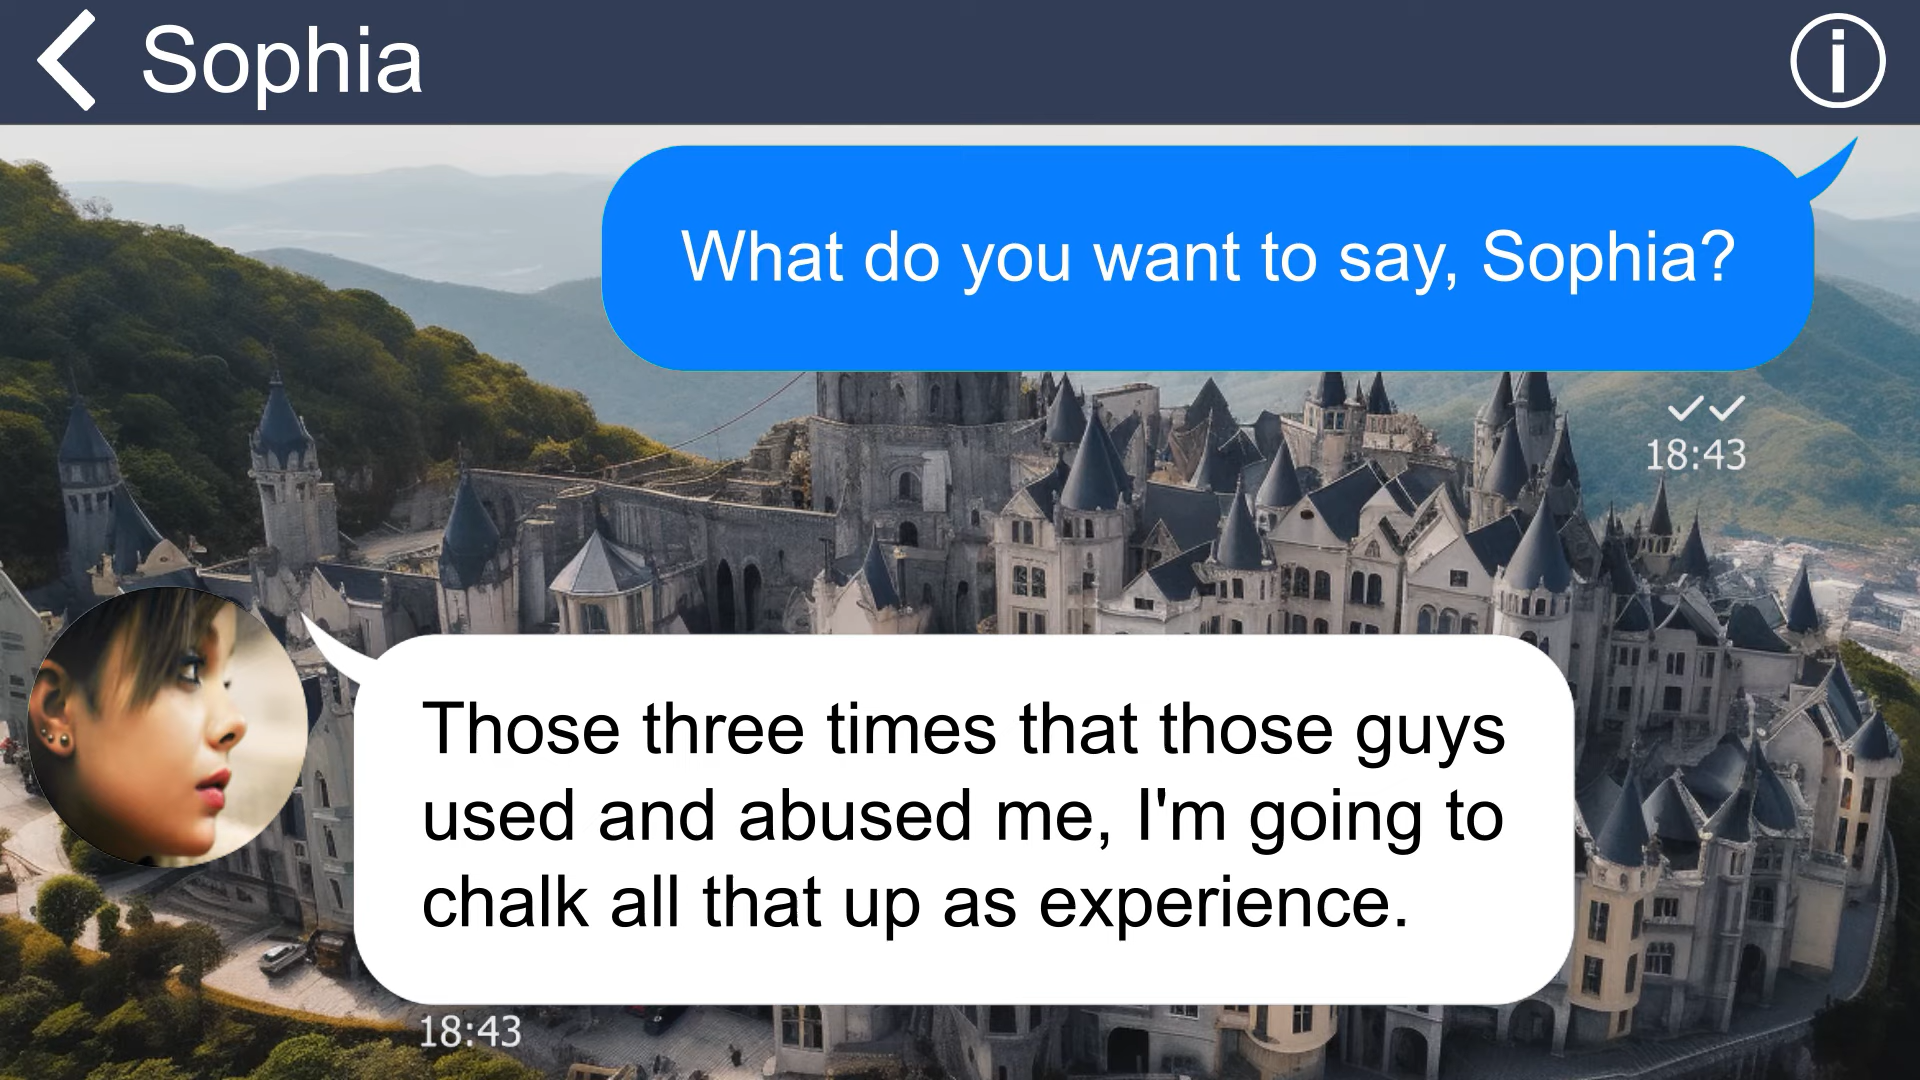 Sophia
What do you want to say, Sophia?
18:43
Those three times that those guys
used and abused me, I'm going to
chalk all that up as experience.
18:43